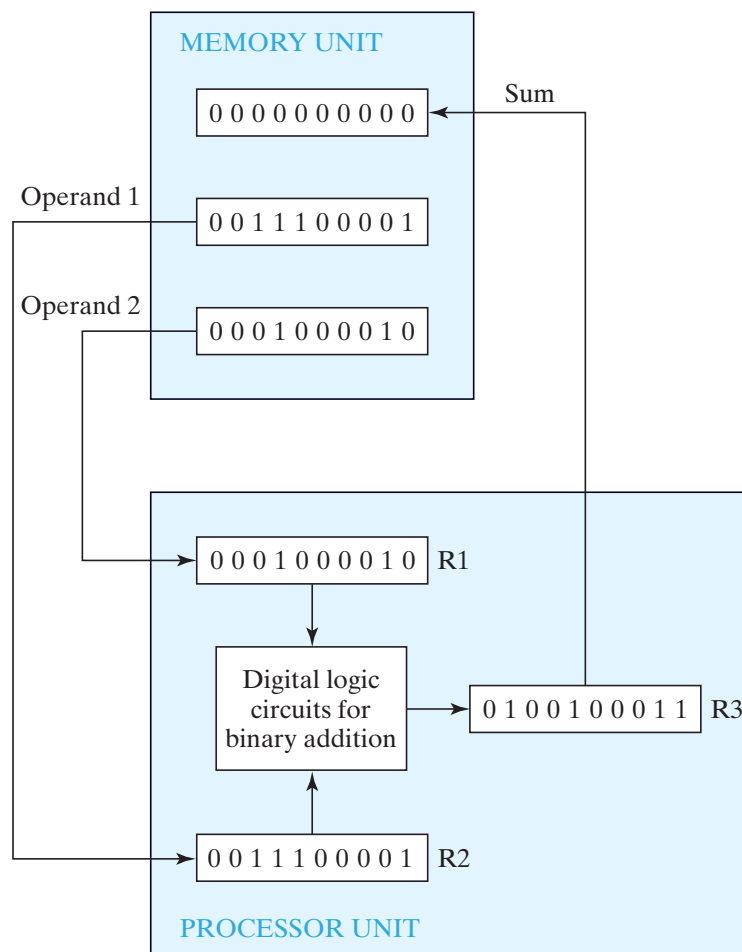 MEMORY UNIT
0 0 0 0 0 0 0 0 0 0
Sum
Operand 1
0 0 1 1 1 0 0 0 0 1
Operand 2
0 0 0 1 0 0 0 0 1 0
0 0 0 1 0 0 0 0 1 0 R1
Digital logic
circuits for
binary addition
0 1 0 0 1 0 0 0 1 1 R3
0 0 1 1 1 0 0 0 0 1 R2
PROCESSOR UNIT